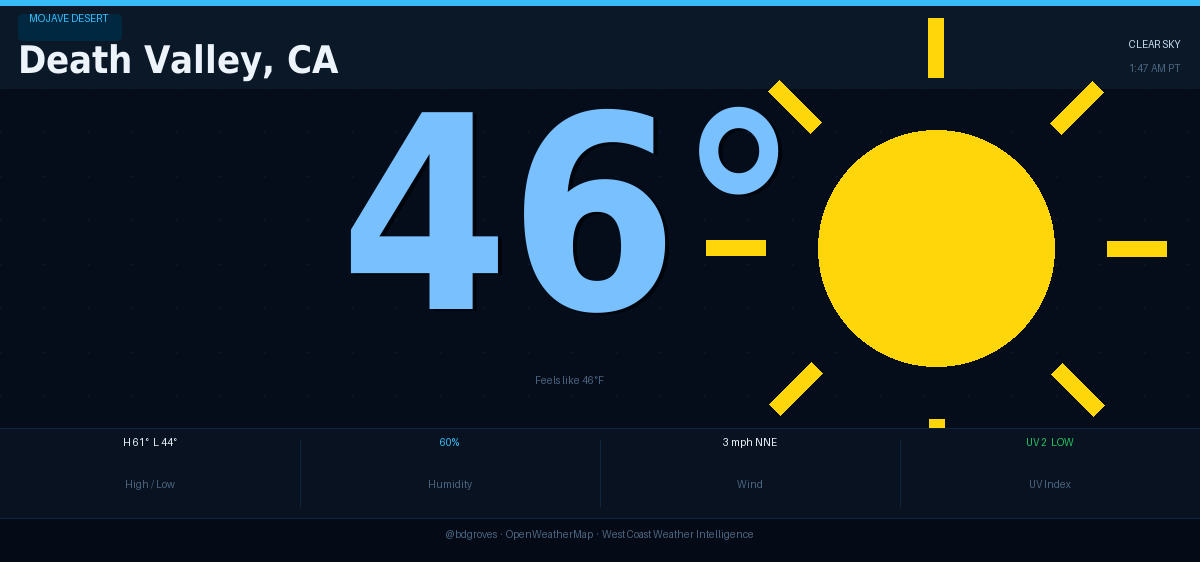 MOJAVE DESERT
Death Valley, CA
CLEAR SKY
1:47 AM PT
46°
Feels like 46°F
H 61° L 44°
High / Low
60%
Humidity
3 mph NNE
Wind
UV 2 LOW
UV Index
@bdgroves · OpenWeatherMap · West Coast Weather Intelligence